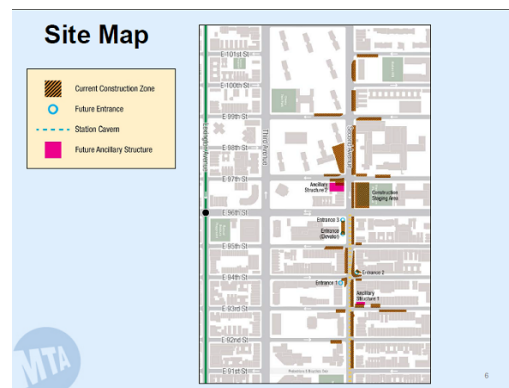 Site Map
Current Construction Zone
Future Entrance
Station Cavern
Future Ancillary Structure
E 101st St
E 100th St
E 99th St
Lexington Avenue
Third Avenue
Second Avenue
E 98th St
E 97th St
Ancillary
Structure 2
Construction
Staging Area
E 96th St
Entrance 3
Entrance
(Elevator)
E 95th St
Entrance 2
E 94th St
Entrance 1
Ancillary
Structure 1
E 93rd St
E 92nd St
E 91st St
MTA
6